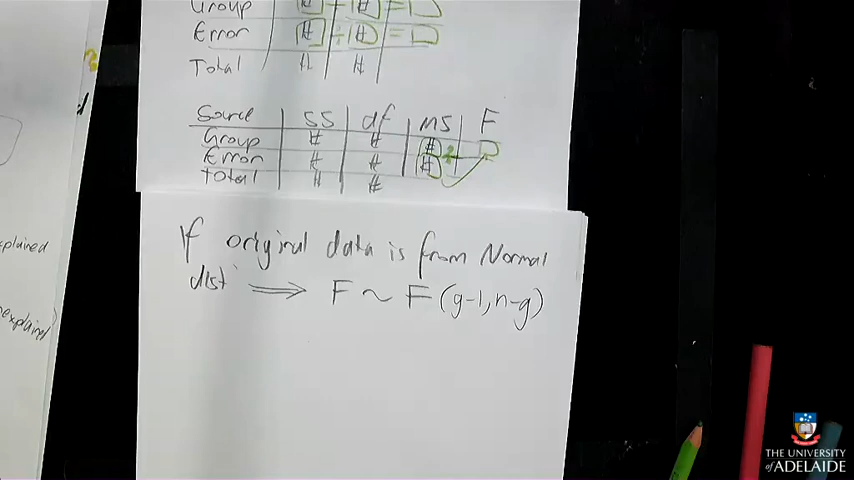 Group # ÷ # =
Error # ÷ # =
Total # #
Source SS df MS F
Group # # # ÷
Error # # #
Total # #
If original data is from Normal
dist ⟹ F ~ F(g-1, n-g)
explained
explained
THE UNIVERSITY
of ADELAIDE